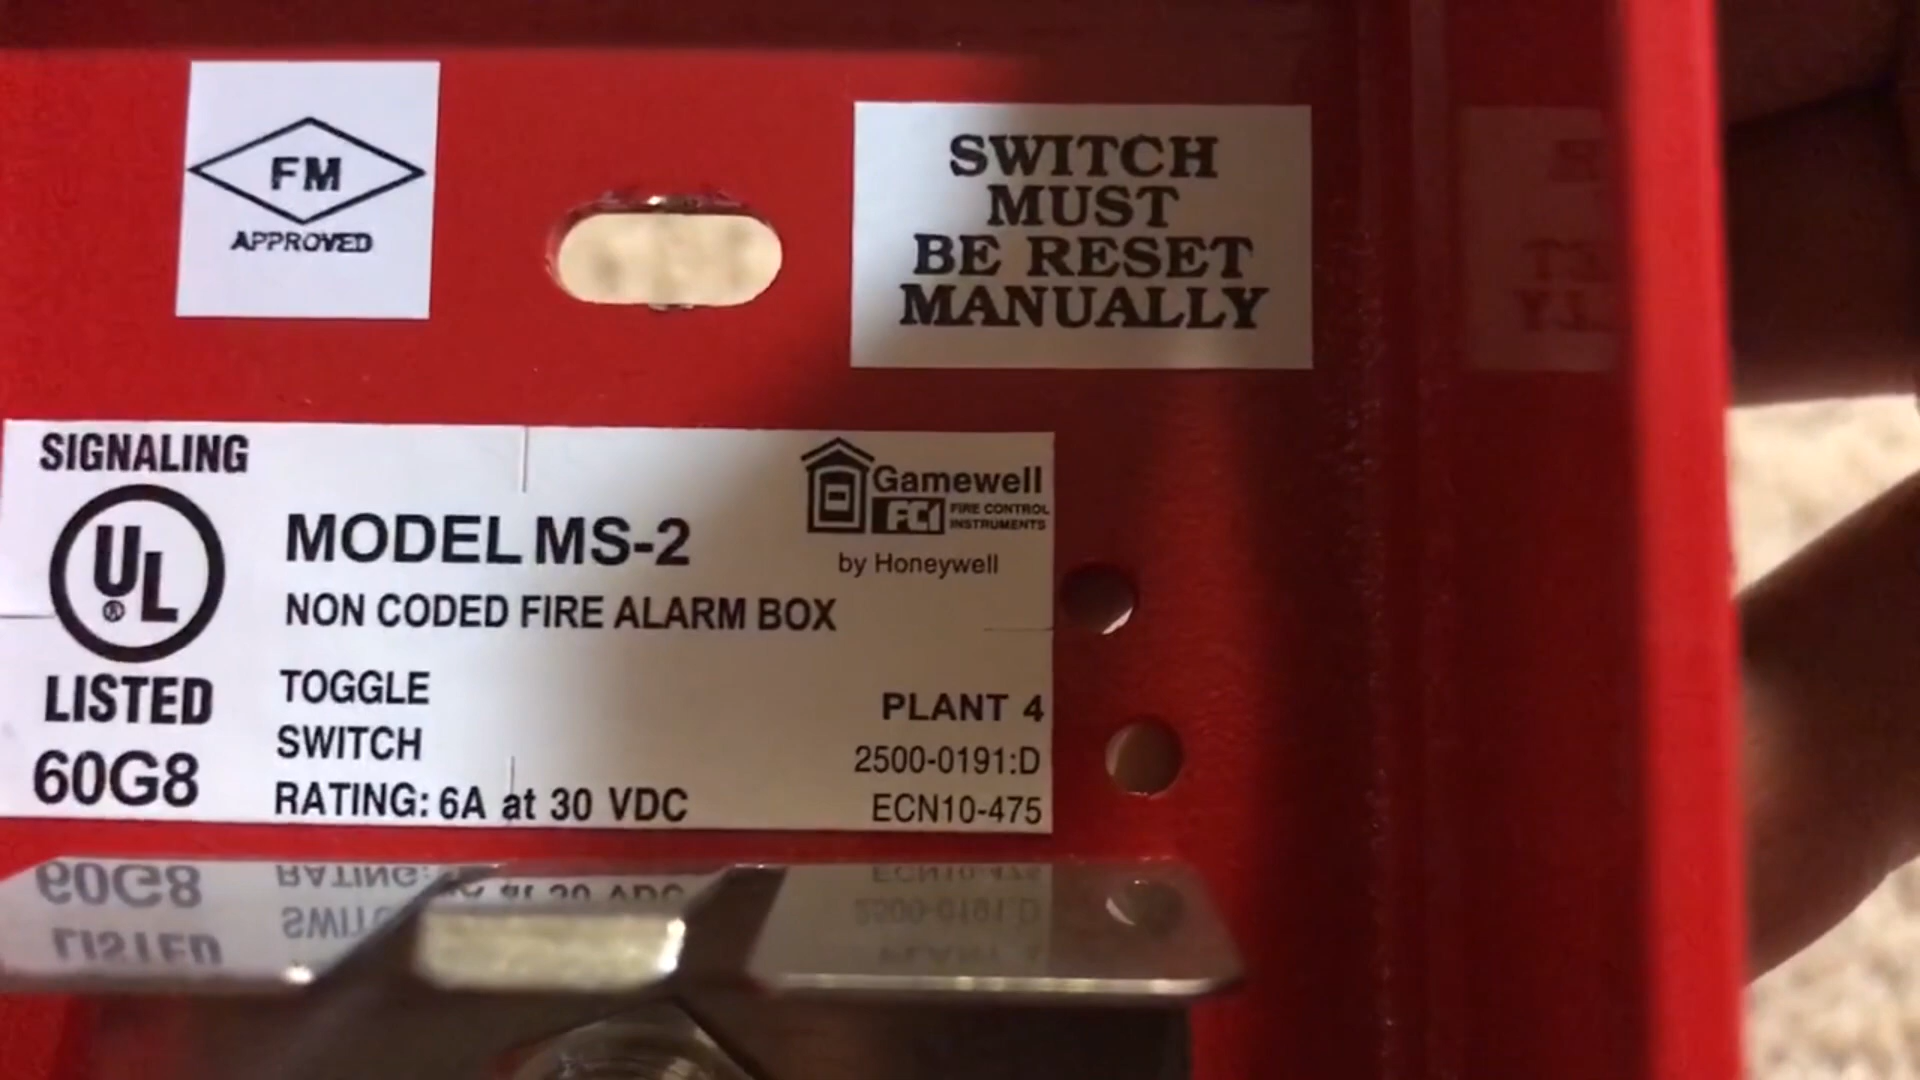 FM
APPROVED
SWITCH
MUST
BE RESET
MANUALLY
SIGNALING
UL
®
LISTED
60G8
MODEL MS-2
NON CODED FIRE ALARM BOX
TOGGLE
SWITCH
RATING: 6A at 30 VDC
Gamewell
FCI FIRE CONTROL
INSTRUMENTS
by Honeywell
PLANT 4
2500-0191:D
ECN10-475